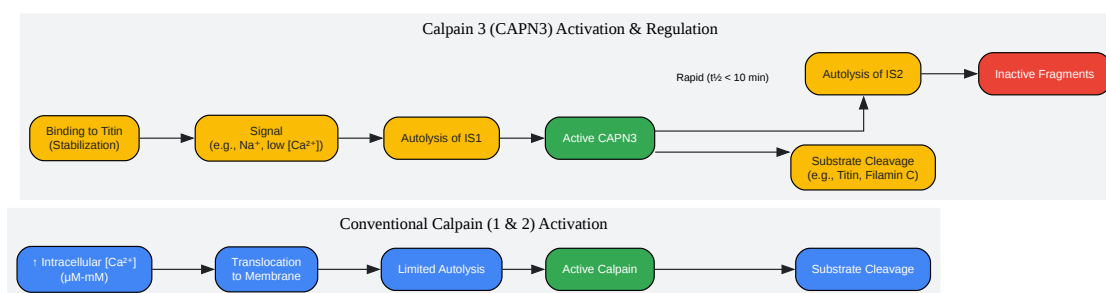 Calpain 3 (CAPN3) Activation & Regulation
Rapid (t½ < 10 min)
Autolysis of IS2
Inactive Fragments
Binding to Titin
(Stabilization)
Signal
(e.g., Na⁺, low [Ca²⁺])
Autolysis of IS1
Active CAPN3
Substrate Cleavage
(e.g., Titin, Filamin C)
Conventional Calpain (1 & 2) Activation
↑ Intracellular [Ca²⁺]
(µM-mM)
Translocation
to Membrane
Limited Autolysis
Active Calpain
Substrate Cleavage